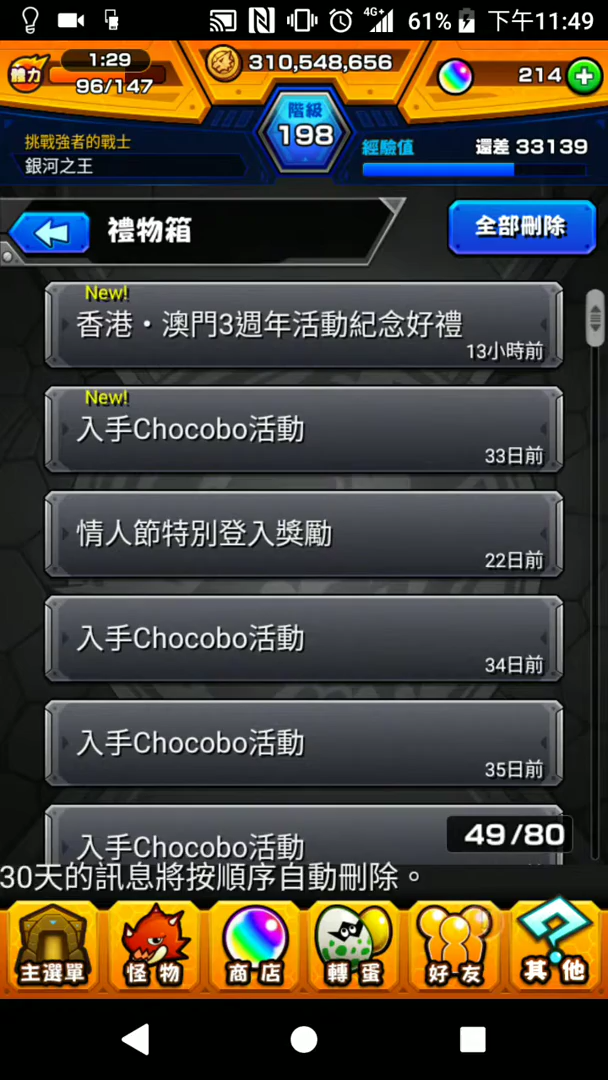 4G+ 61% 下午11:49
體力 1:29
96/147
310,548,656
214
階級
198
挑戰強者的戰士
銀河之王
經驗值 還差 33139
禮物箱
全部刪除
New!
香港・澳門3週年活動紀念好禮
13小時前
New!
入手Chocobo活動
33日前
情人節特別登入獎勵
22日前
入手Chocobo活動
34日前
入手Chocobo活動
35日前
入手Chocobo活動
49/80
30天的訊息將按順序自動刪除。
主選單 怪物 商店 轉蛋 好友 其他